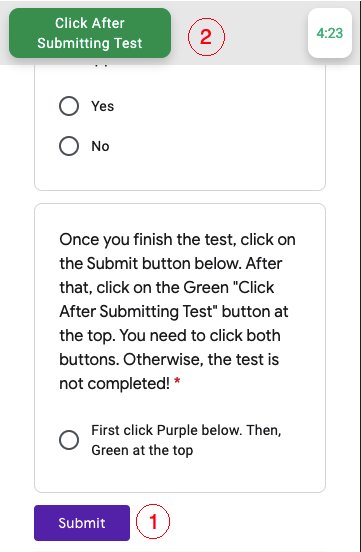 Click After
Submitting Test
2
4:23
Yes
No
Once you finish the test, click on
the Submit button below. After
that, click on the Green "Click
After Submitting Test" button at
the top. You need to click both
buttons. Otherwise, the test is
not completed! *
First click Purple below. Then,
Green at the top
Submit
1